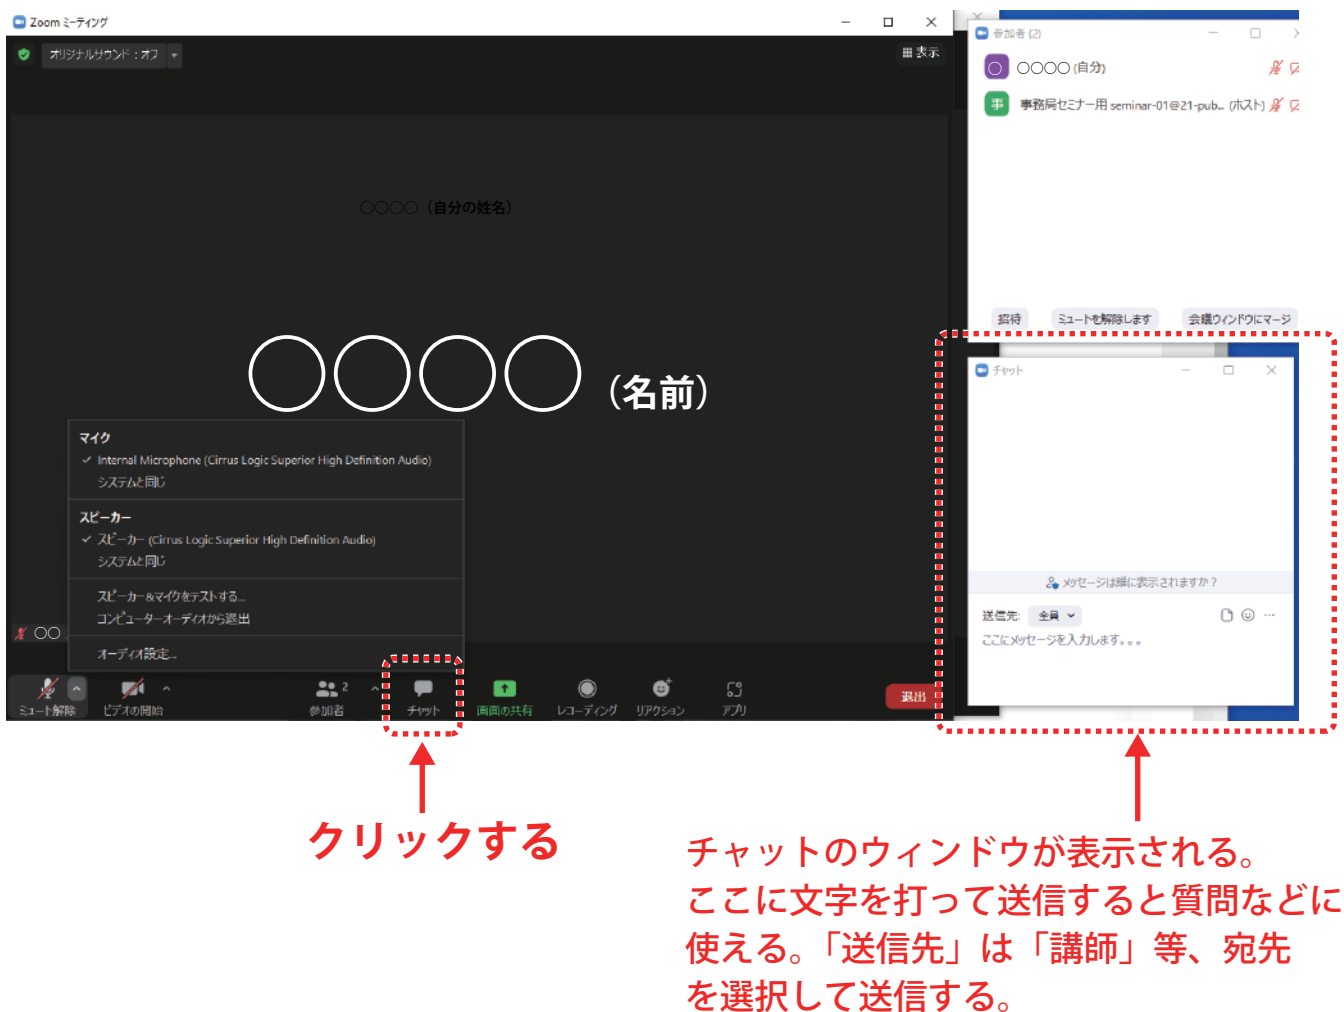 Zoom ミーティング
オリジナルサウンド：オフ
表示
〇〇〇〇（自分の姓名）
〇〇〇〇（名前）
マイク
✓ Internal Microphone (Cirrus Logic Superior High Definition Audio)
システムと同じ
スピーカー
✓ スピーカー (Cirrus Logic Superior High Definition Audio)
システムと同じ
スピーカー&マイクをテストする...
コンピューターオーディオから退出
オーディオ設定...
〇〇
ミュート解除
ビデオの開始
2
参加者
チャット
画面の共有
レコーディング
リアクション
アプリ
退出
参加者 (2)
〇 〇〇〇〇 (自分)
事 事務局セミナー用 seminar-01@21-pub... (ホスト)
招待 ミュートを解除します 会議ウィンドウにマージ
チャット
メッセージは誰に表示されますか？
送信先: 全員
ここにメッセージを入力します。。。
クリックする
チャットのウィンドウが表示される。
ここに文字を打って送信すると質問などに
使える。「送信先」は「講師」等、宛先
を選択して送信する。